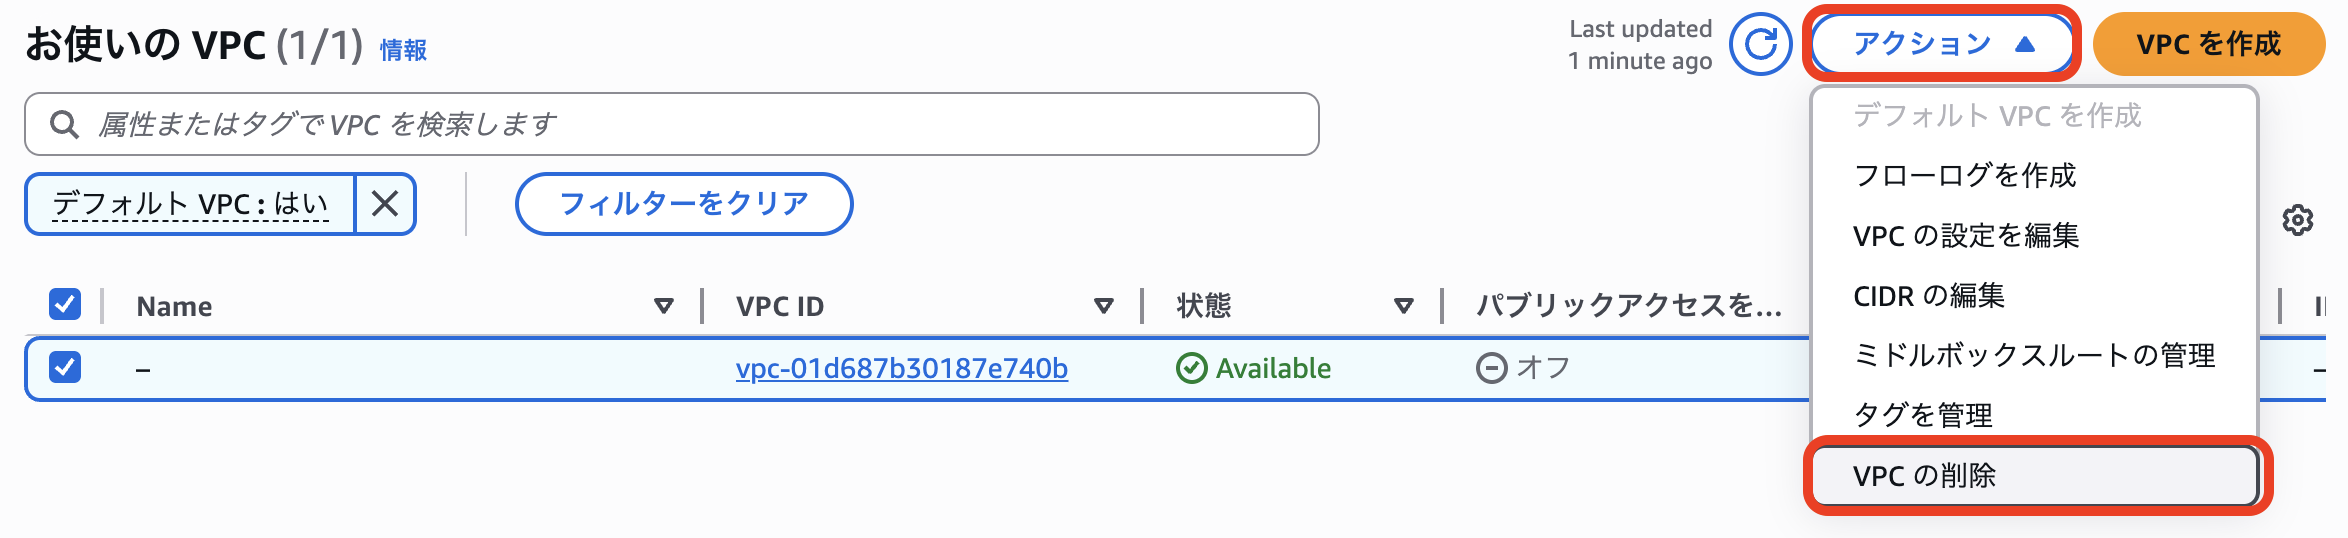 お使いの VPC (1/1) 情報
Last updated
1 minute ago
アクション
VPC を作成
属性またはタグで VPC を検索します
デフォルト VPC : はい
フィルターをクリア
デフォルト VPC を作成
フローログを作成
VPC の設定を編集
CIDR の編集
ミドルボックスルートの管理
タグを管理
VPC の削除
Name VPC ID 状態 パブリックアクセスを...
– vpc-01d687b30187e740b Available オフ –